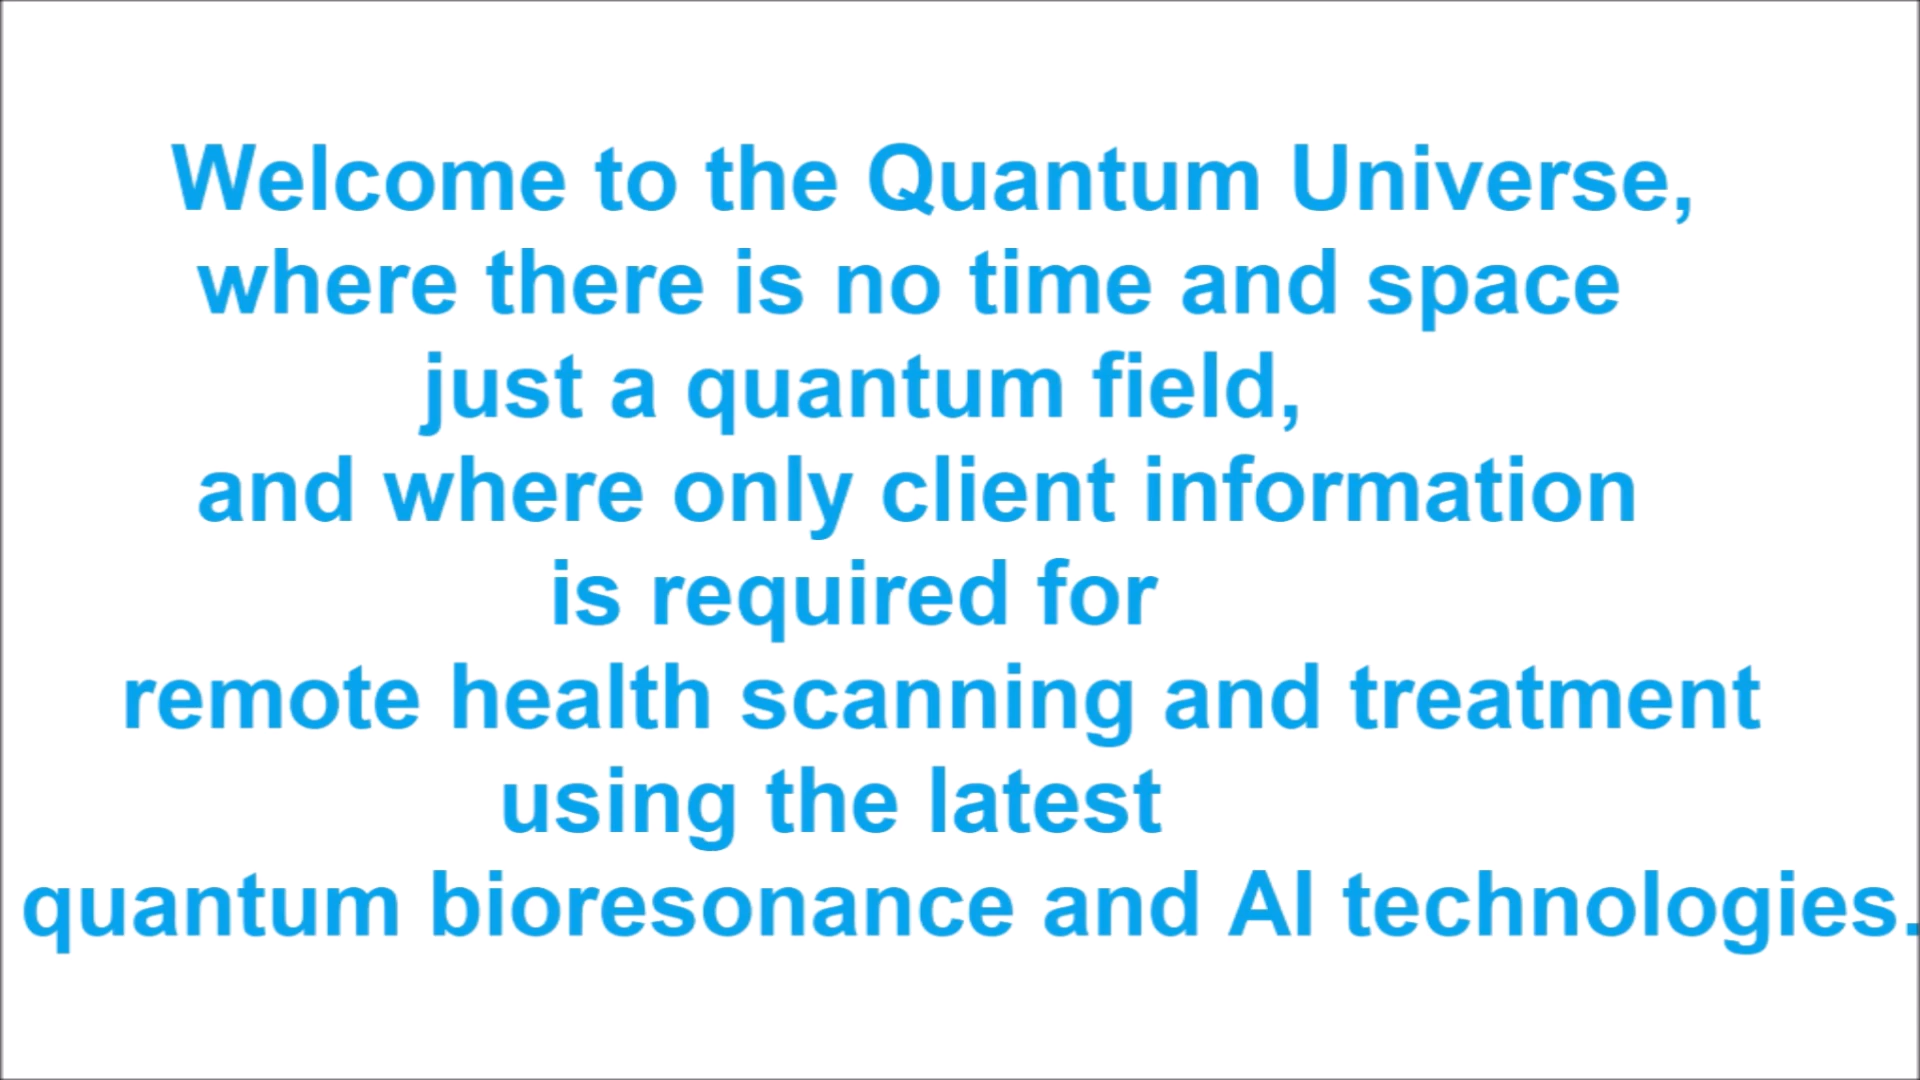 Welcome to the Quantum Universe,
where there is no time and space
just a quantum field,
and where only client information
is required for
remote health scanning and treatment
using the latest
quantum bioresonance and AI technologies.